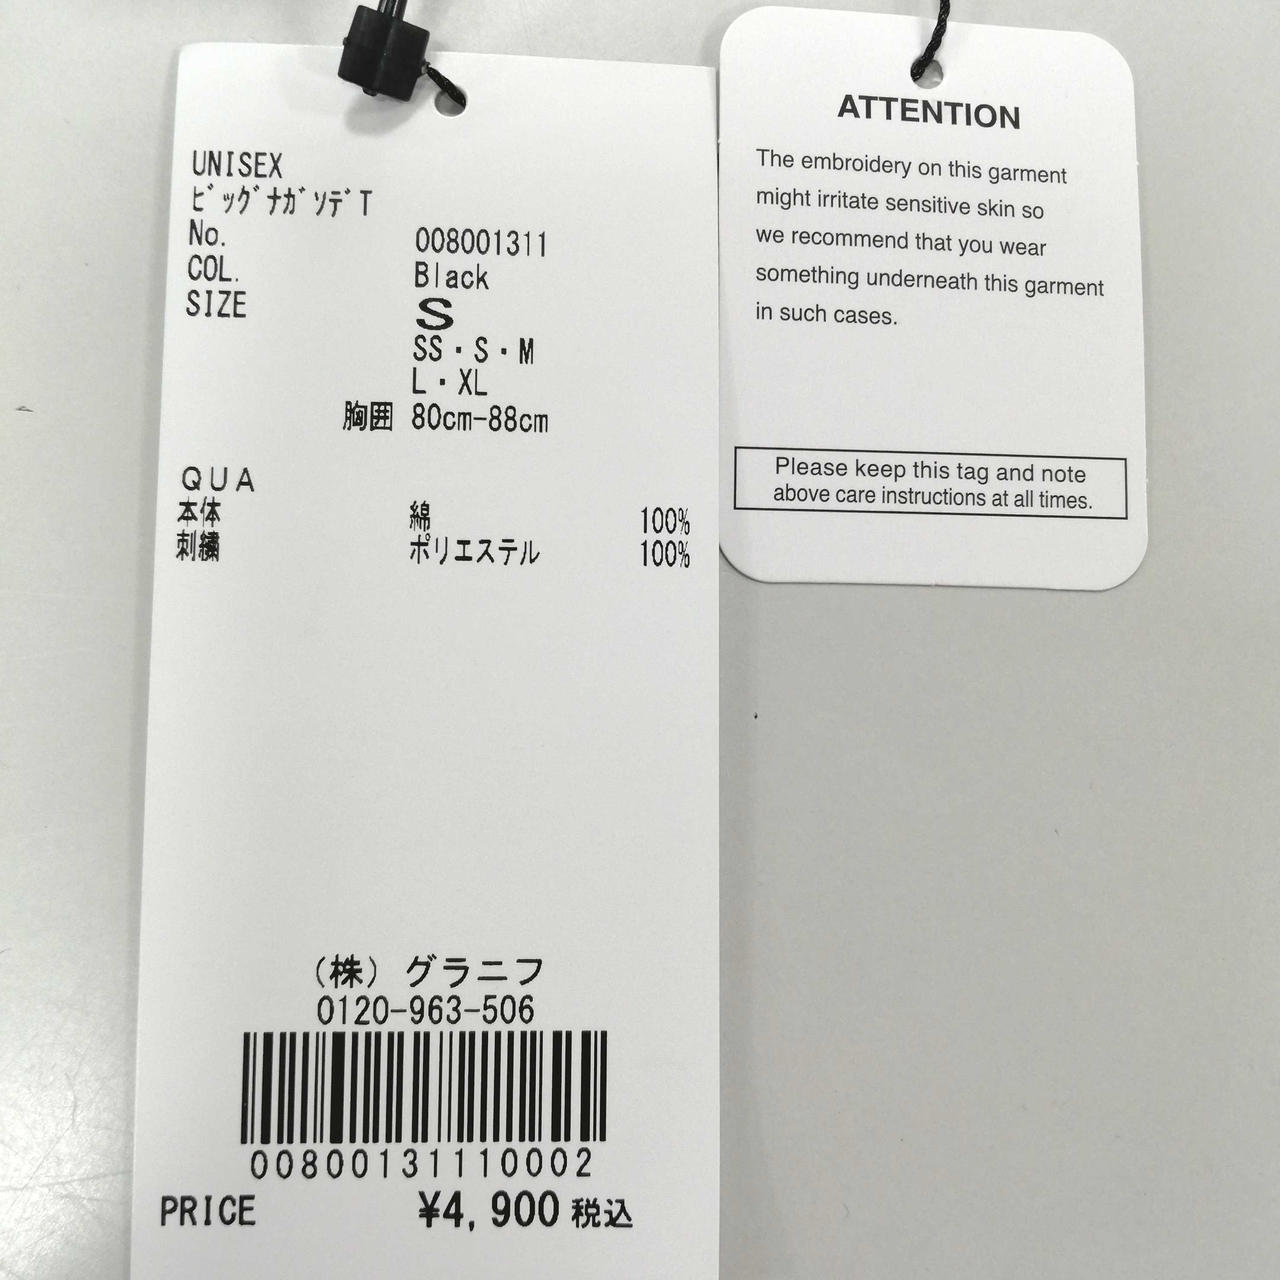 UNISEX
ﾋﾞｯｸﾞﾅｶﾞｿﾃﾞT
No. 008001311
COL. Black
SIZE S
SS・S・M
L・XL
胸囲 80cm-88cm
QUA
本体 綿 100%
刺繍 ポリエステル 100%
(株) グラニフ
0120-963-506
00800131110002
PRICE ¥4,900 税込
ATTENTION
The embroidery on this garment
might irritate sensitive skin so
we recommend that you wear
something underneath this garment
in such cases.
Please keep this tag and note
above care instructions at all times.